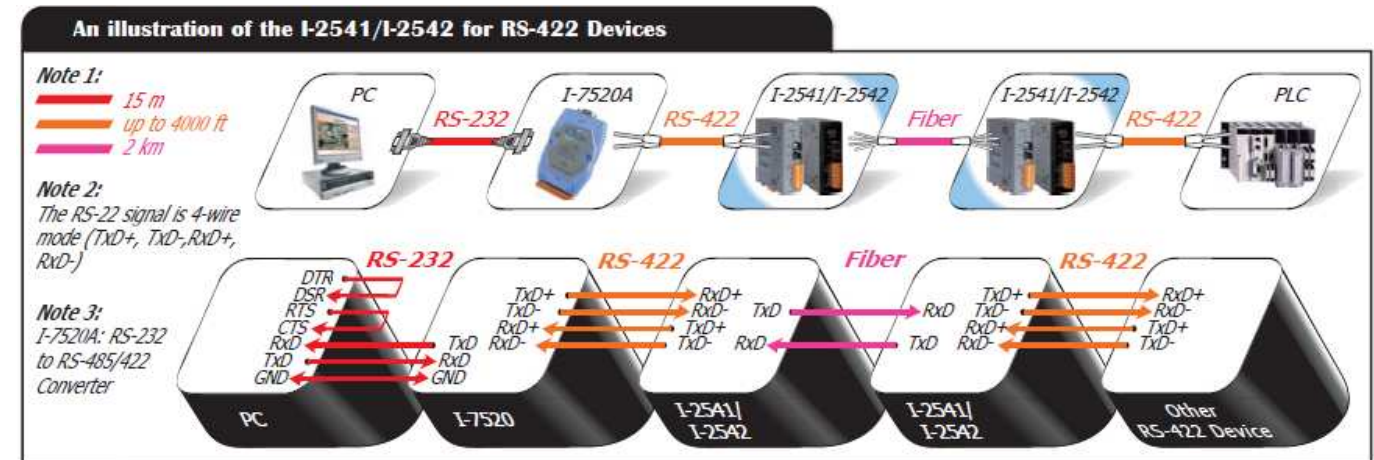 An illustration of the I-2541/I-2542 for RS-422 Devices
Note 1:
15 m
up to 4000 ft
2 km
Note 2:
The RS-22 signal is 4-wire
mode (TxD+, TxD-,RxD+,
RxD-)
Note 3:
I-7520A: RS-232
to RS-485/422
Converter
PC
RS-232
I-7520A
RS-422
I-2541/I-2542
Fiber
I-2541/I-2542
RS-422
PLC
RS-232
RS-422
Fiber
RS-422
DTR
DSR
RTS
CTS
RxD
TxD
GND
TxD
RxD
GND
TxD+
TxD-
RxD+
RxD-
RxD+
RxD-
TxD+
TxD-
TxD
RxD
RxD
TxD
TxD+
TxD-
RxD+
RxD-
RxD+
RxD-
TxD+
TxD-
PC
I-7520
I-2541/
I-2542
I-2541/
I-2542
Other
RS-422 Device